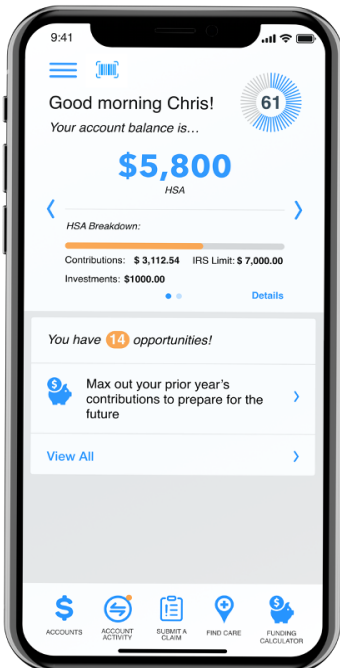 9:41
Good morning Chris!
61
Your account balance is...
$5,800
HSA
HSA Breakdown:
Contributions: $ 3,112.54 IRS Limit: $ 7,000.00
Investments: $1000.00
Details
You have 14 opportunities!
Max out your prior year's
contributions to prepare for the
future
View All
ACCOUNTS
ACCOUNT
ACTIVITY
SUBMIT A
CLAIM
FIND CARE
FUNDING
CALCULATOR